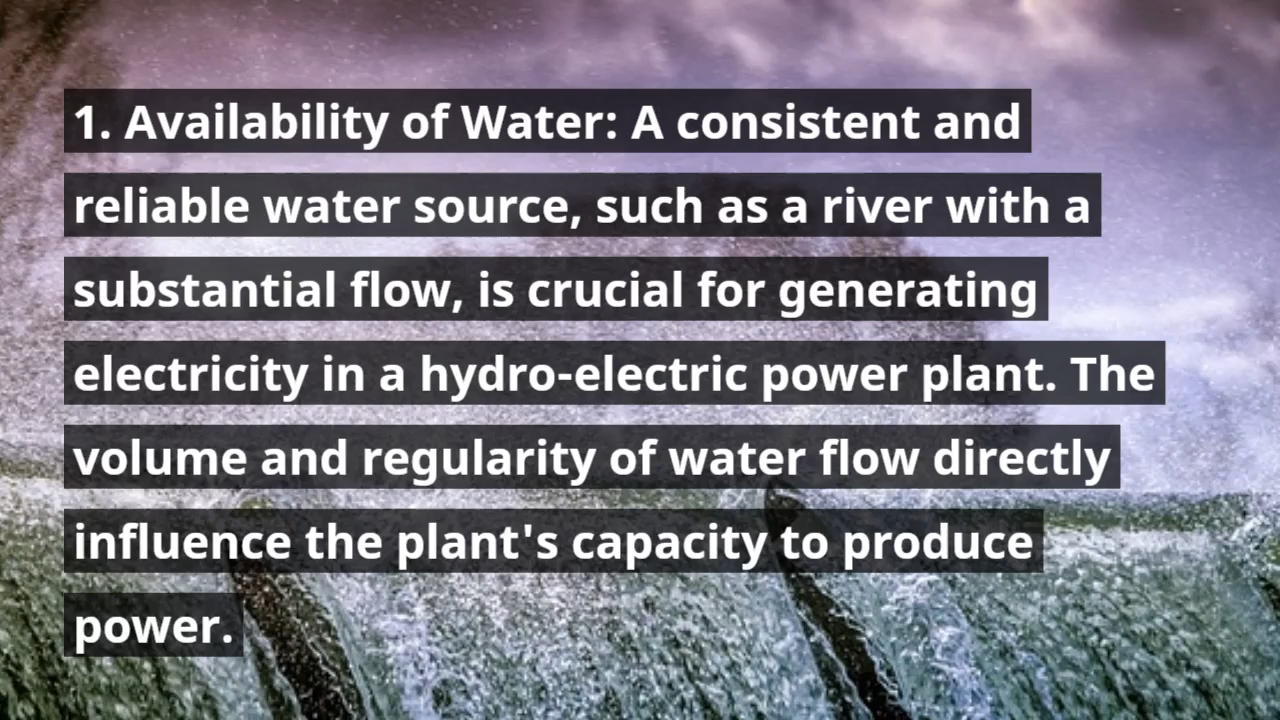 1. Availability of Water: A consistent and
reliable water source, such as a river with a
substantial flow, is crucial for generating
electricity in a hydro-electric power plant. The
volume and regularity of water flow directly
influence the plant's capacity to produce
power.